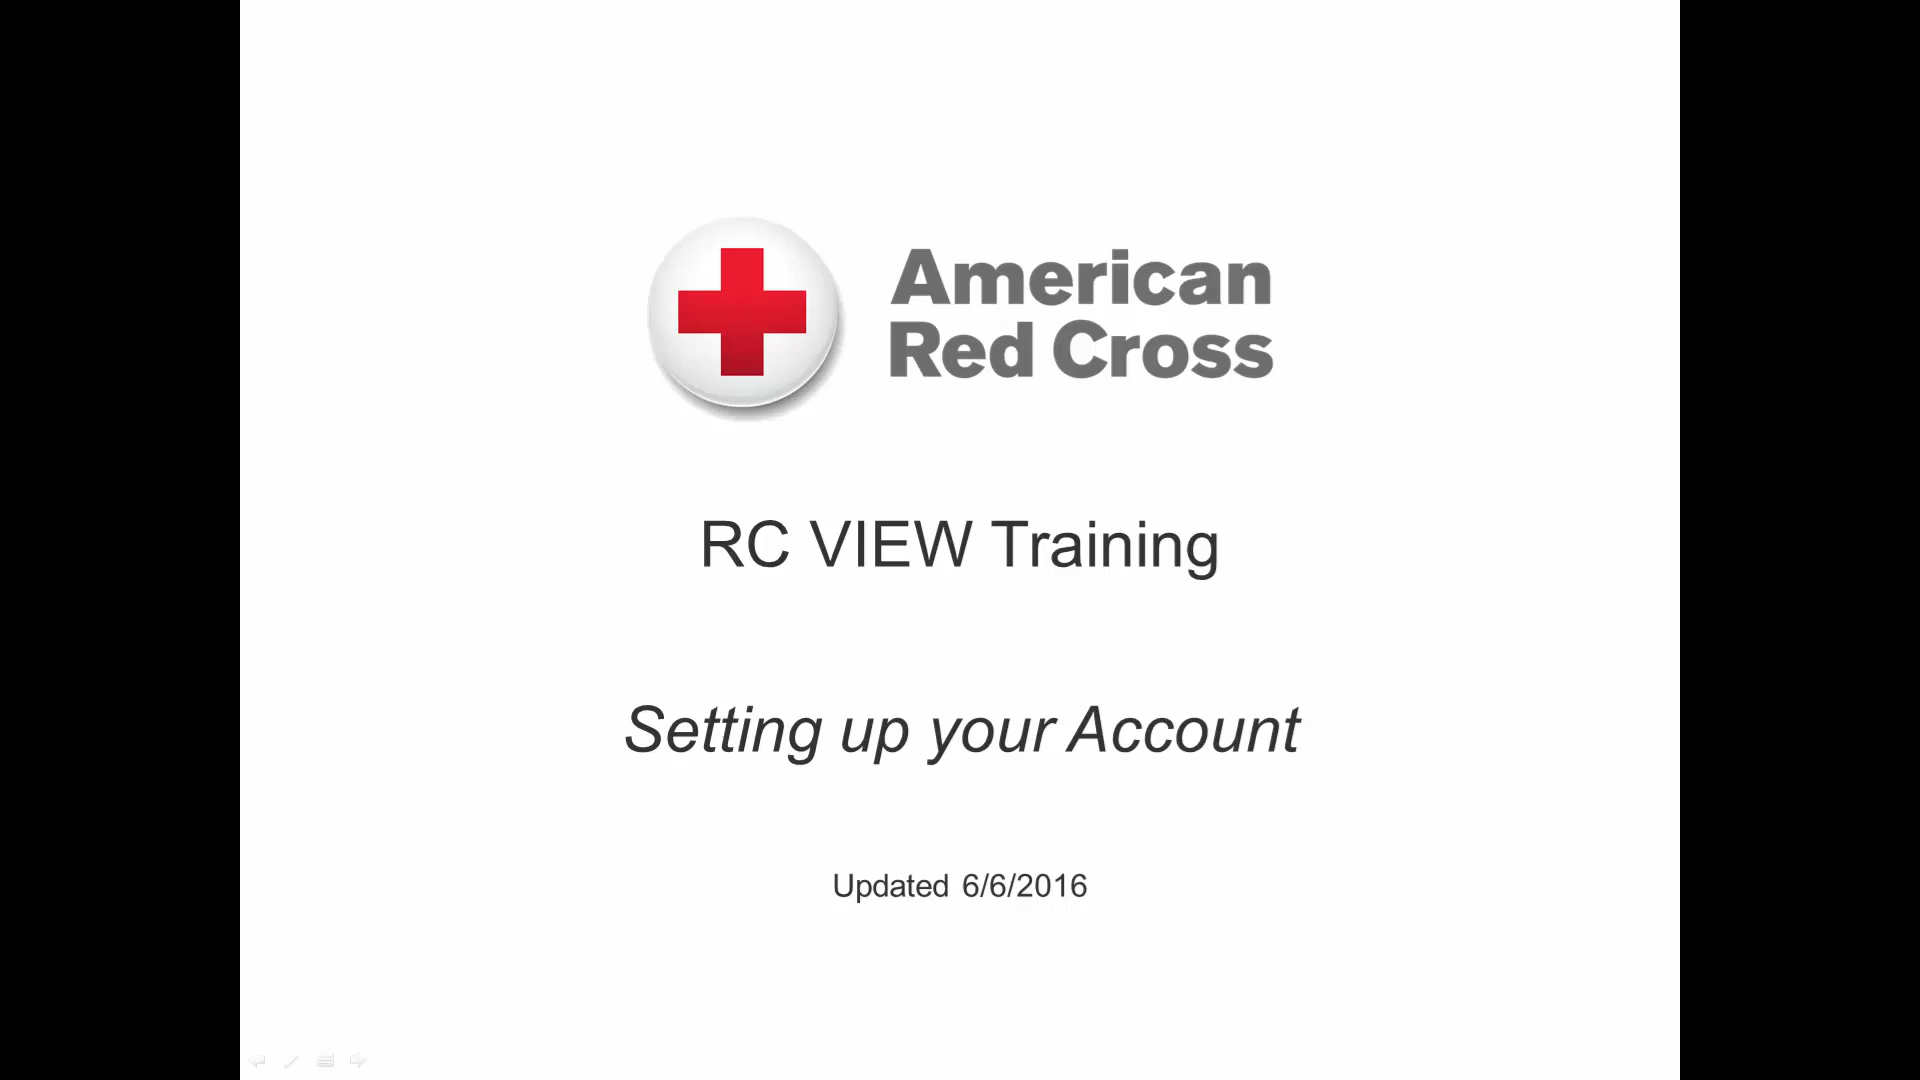 American
Red Cross
RC VIEW Training
Setting up your Account
Updated 6/6/2016